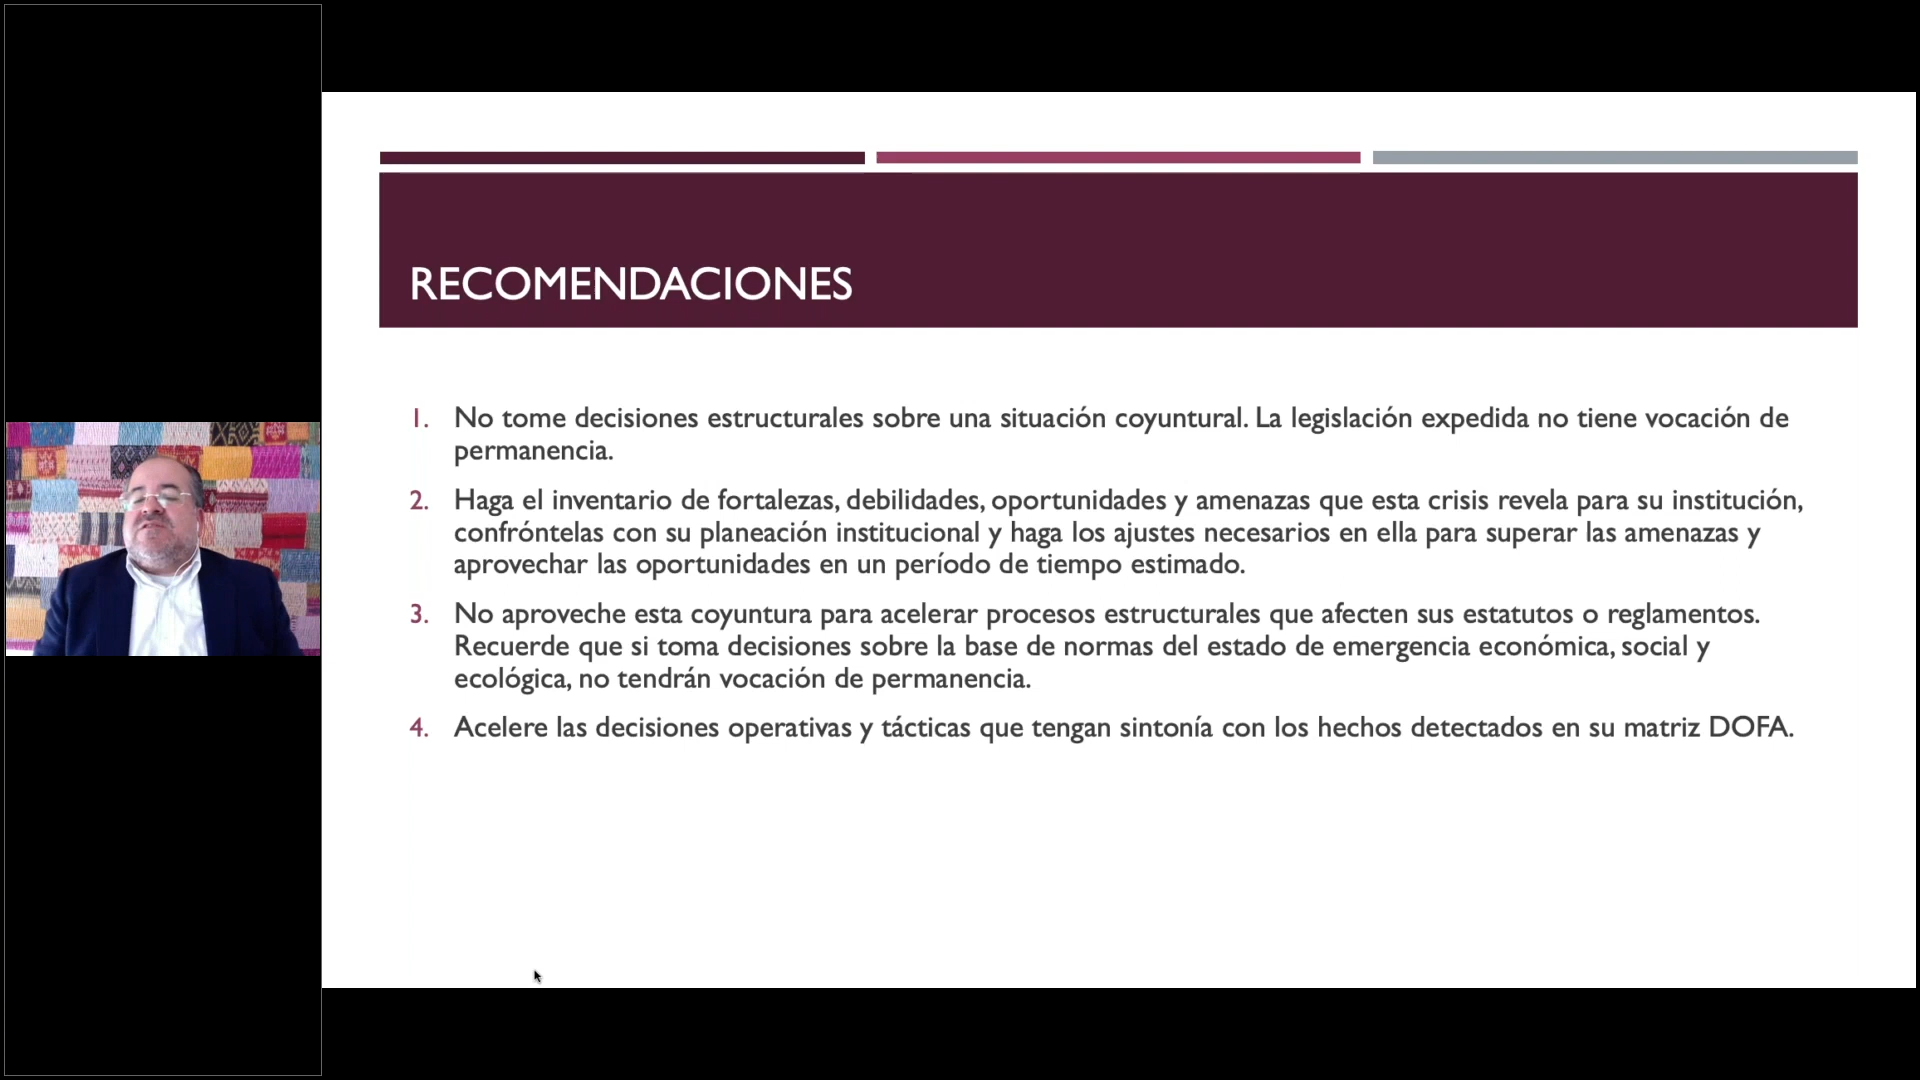 RECOMENDACIONES
1. No tome decisiones estructurales sobre una situación coyuntural. La legislación expedida no tiene vocación de
permanencia.
2. Haga el inventario de fortalezas, debilidades, oportunidades y amenazas que esta crisis revela para su institución,
confróntelas con su planeación institucional y haga los ajustes necesarios en ella para superar las amenazas y
aprovechar las oportunidades en un período de tiempo estimado.
3. No aproveche esta coyuntura para acelerar procesos estructurales que afecten sus estatutos o reglamentos.
Recuerde que si toma decisiones sobre la base de normas del estado de emergencia económica, social y
ecológica, no tendrán vocación de permanencia.
4. Acelere las decisiones operativas y tácticas que tengan sintonía con los hechos detectados en su matriz DOFA.